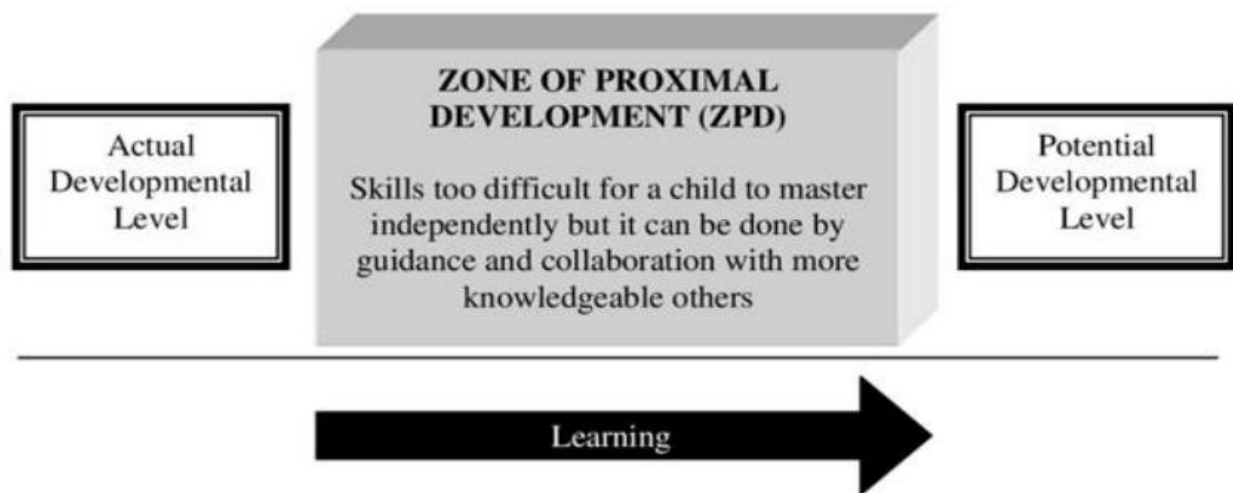 Actual
Developmental
Level
ZONE OF PROXIMAL
DEVELOPMENT (ZPD)
Skills too difficult for a child to master
independently but it can be done by
guidance and collaboration with more
knowledgeable others
Potential
Developmental
Level
Learning